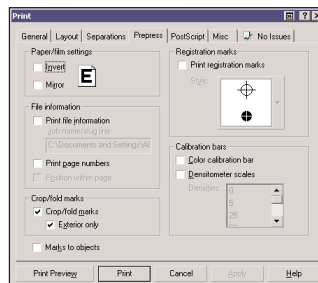 Print
General Layout Separations Prepress PostScript Misc No Issues
Paper/film settings
Invert
Mirror
E
File information
Print file information
Job name/slug line
C:\Documents and Settings\Al
Print page numbers
Position within page
Crop/fold marks
Crop/fold marks
Exterior only
Marks to objects
Registration marks
Print registration marks
Style:
Calibration bars
Color calibration bar
Densitometer scales
Densities:
0
5
25
Print Preview Print Cancel Apply Help